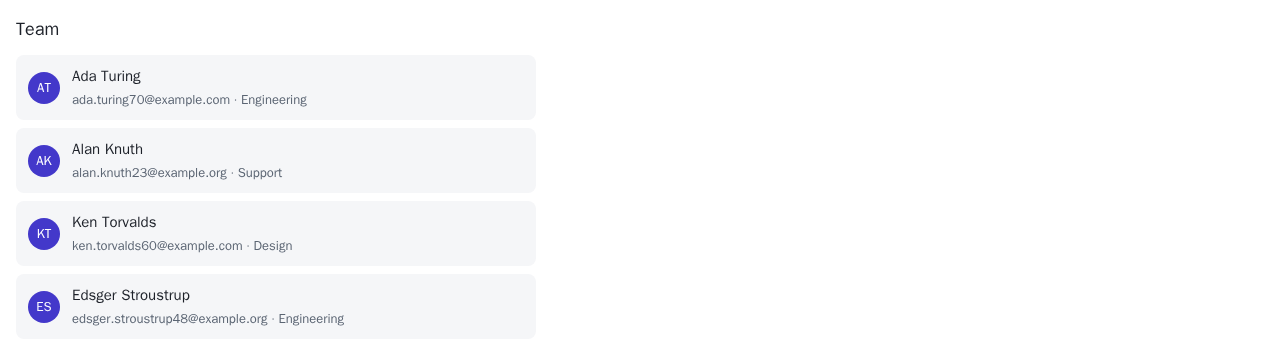 Team
AT
Ada Turing
ada.turing70@example.com · Engineering
AK
Alan Knuth
alan.knuth23@example.org · Support
KT
Ken Torvalds
ken.torvalds60@example.com · Design
ES
Edsger Stroustrup
edsger.stroustrup48@example.org · Engineering